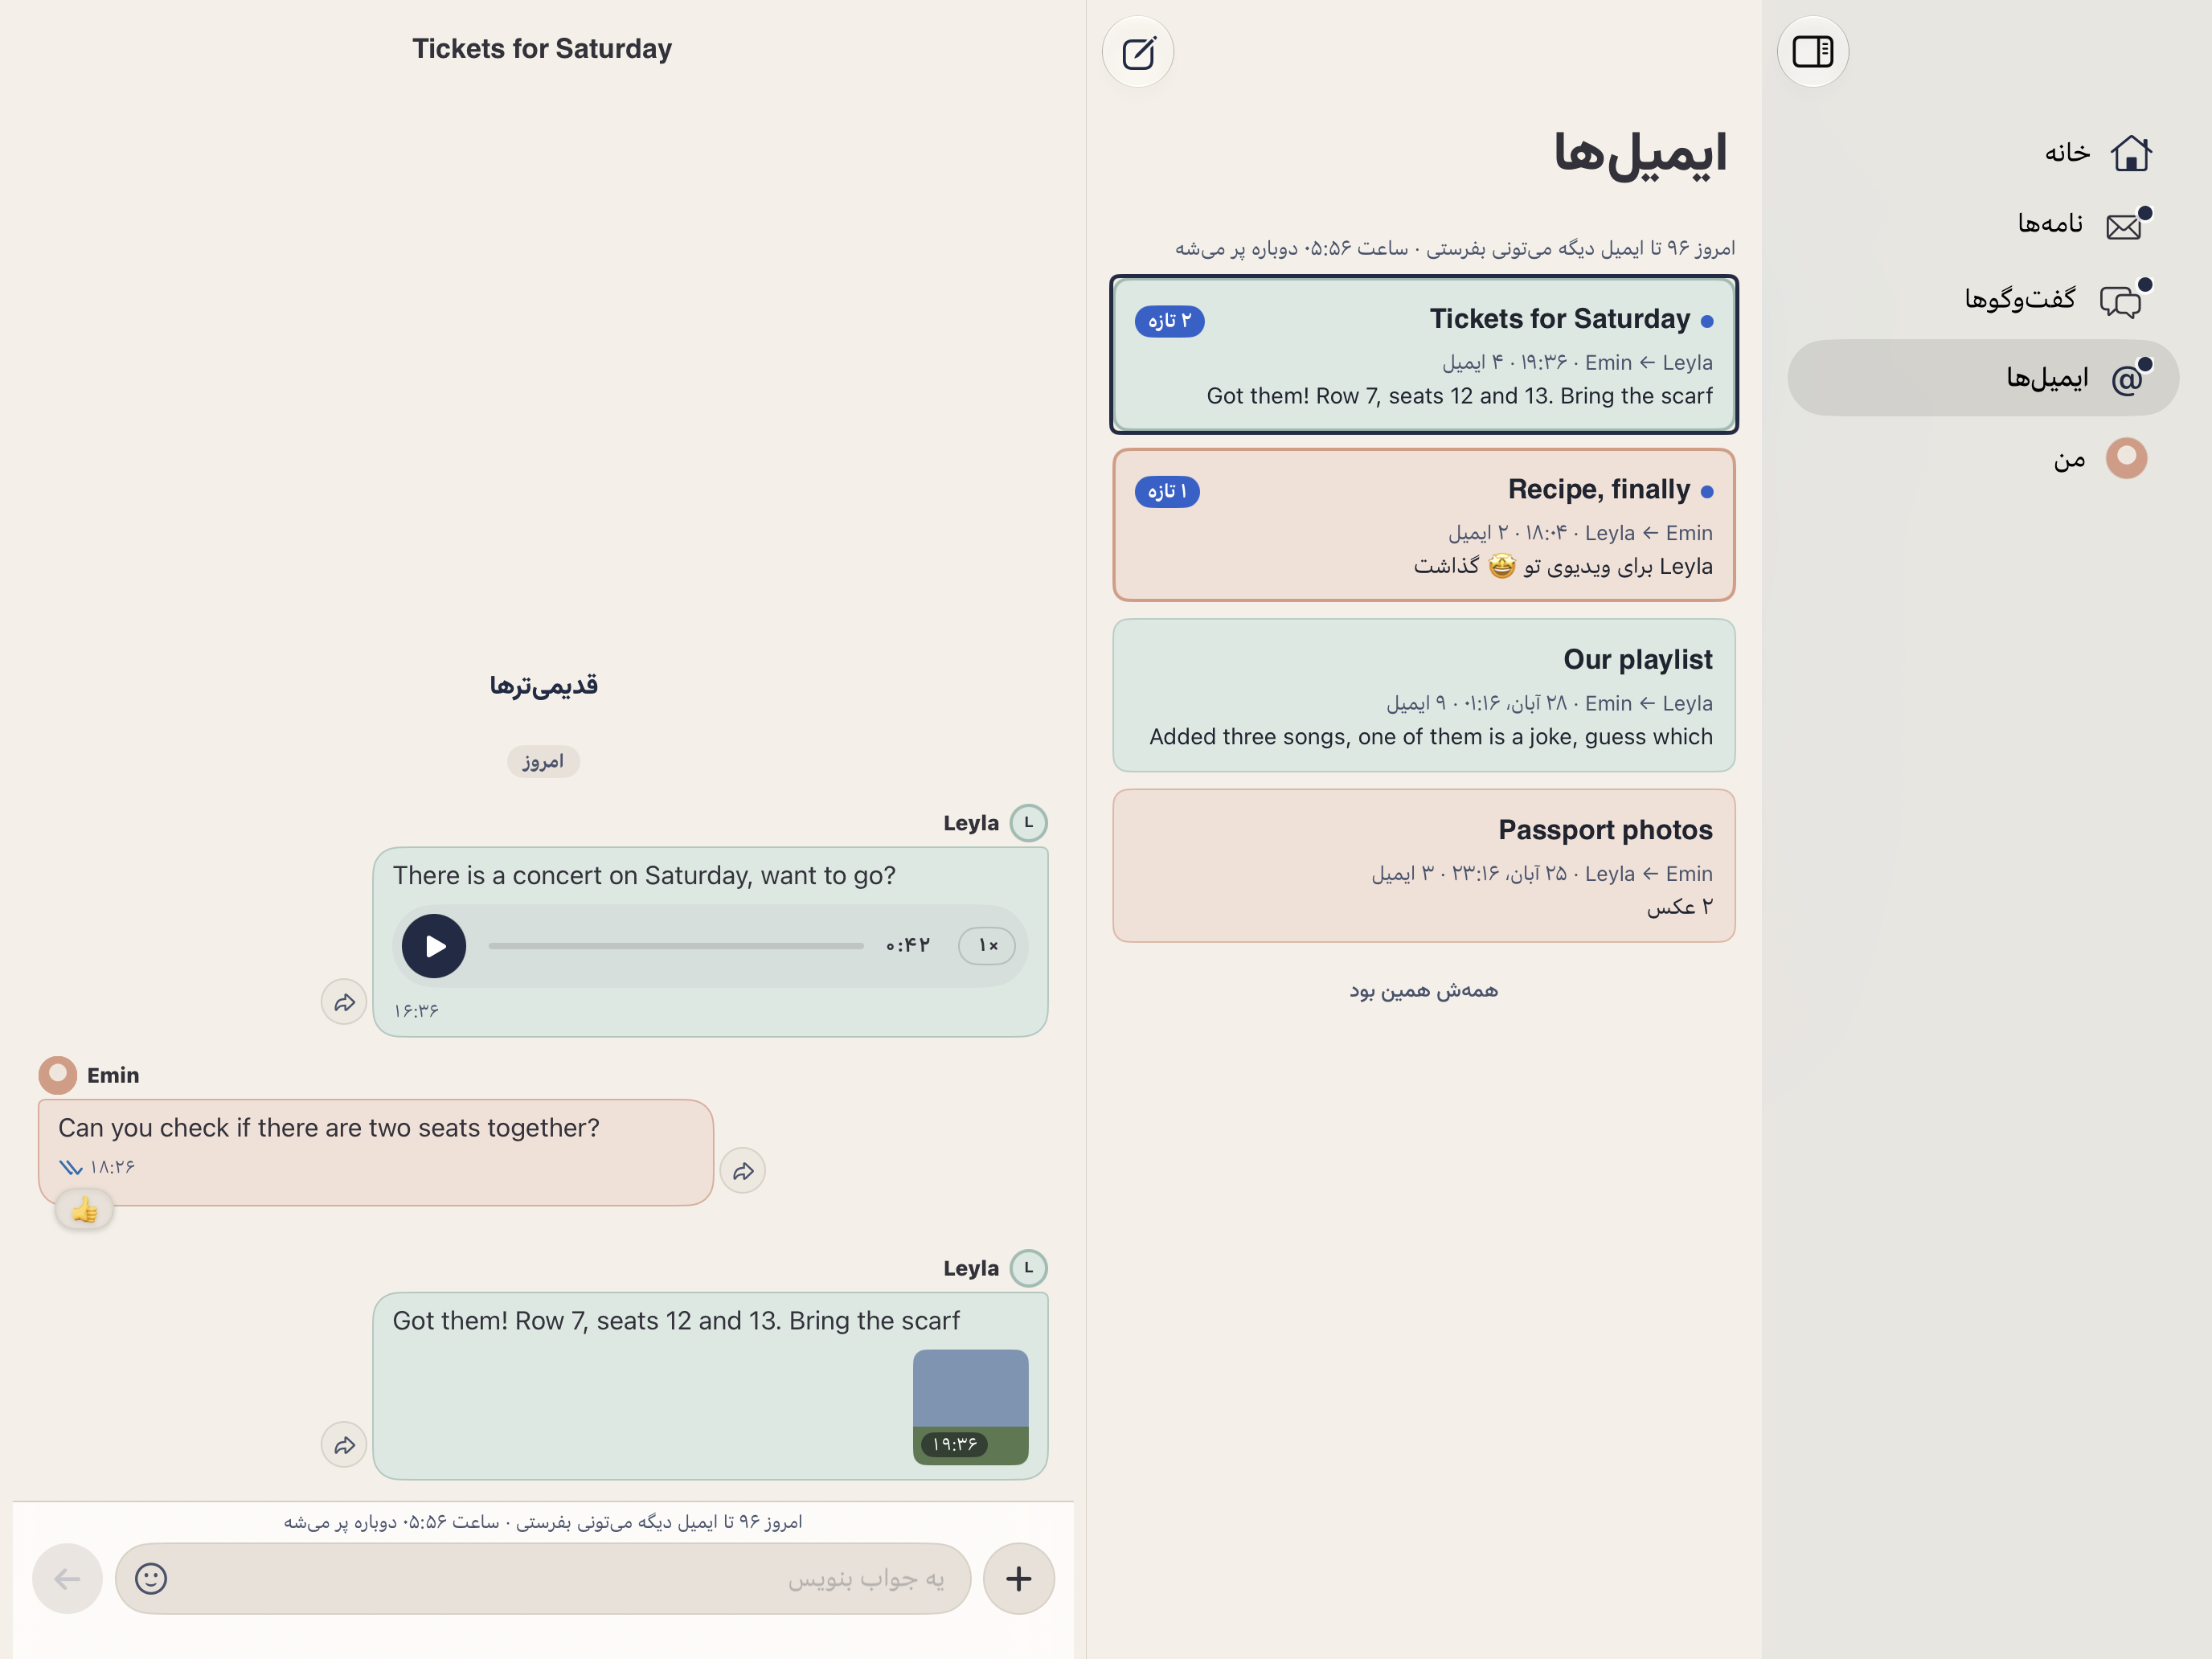 خانه
نامه‌ها
گفت‌وگوها
@ ایمیل‌ها
من
ایمیل‌ها
امروز ۹۶ تا ایمیل دیگه می‌تونی بفرستی · ساعت ۰۵:۵۶ دوباره پر می‌شه
Tickets for Saturday
۲ تازه
Leyla ← Emin · ۱۹:۳۶ · ۴ ایمیل
Got them! Row 7, seats 12 and 13. Bring the scarf
Recipe, finally
۱ تازه
Emin ← Leyla · ۱۸:۰۴ · ۲ ایمیل
Leyla برای ویدیوی تو 🤩 گذاشت
Our playlist
Leyla ← Emin · ۲۸ آبان، ۰۱:۱۶ · ۹ ایمیل
Added three songs, one of them is a joke, guess which
Passport photos
Emin ← Leyla · ۲۵ آبان، ۲۳:۱۶ · ۳ ایمیل
۲ عکس
همه‌ش همین بود
Tickets for Saturday
قدیمی‌ترها
امروز
L Leyla
There is a concert on Saturday, want to go?
۰:۴۲ ۱×
۱۶:۳۶
Emin
Can you check if there are two seats together?
۱۸:۲۶
👍
L Leyla
Got them! Row 7, seats 12 and 13. Bring the scarf
۱۹:۳۶
امروز ۹۶ تا ایمیل دیگه می‌تونی بفرستی · ساعت ۰۵:۵۶ دوباره پر می‌شه
یه جواب بنویس